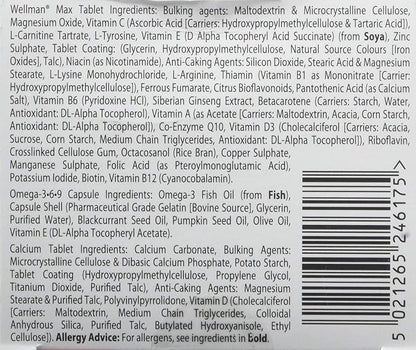 Wellman® Max Tablet Ingredients: Bulking agents: Maltodextrin & Microcrystalline Cellulose,
Magnesium Oxide, Vitamin C (Ascorbic Acid [Carriers: Hydroxypropylmethylcellulose & Tartaric Acid]),
L-Carnitine Tartrate, L-Tyrosine, Vitamin E (D Alpha Tocopheryl Acid Succinate) (from Soya), Zinc
Sulphate, Tablet Coating: (Glycerin, Hydroxypropylmethylcellulose, Natural Source Colours [Iron
Oxides], Talc), Niacin (as Nicotinamide), Anti-Caking Agents: Silicon Dioxide, Stearic Acid & Magnesium
Stearate, L-Lysine Monohydrochloride, L-Arginine, Thiamin (Vitamin B1 as Mononitrate [Carrier:
Hydroxypropylmethylcellulose]), Ferrous Fumarate, Citrus Bioflavonoids, Pantothenic Acid (as Calcium
Salt), Vitamin B6 (Pyridoxine HCl), Siberian Ginseng Extract, Betacarotene (Carriers: Starch, Water,
Antioxidant: DL-Alpha Tocopherol), Vitamin A (as Acetate [Carriers: Maltodextrin, Acacia, Corn Starch,
Antioxidant: DL-Alpha Tocopherol]), Co-Enzyme Q10, Vitamin D3 (Cholecalciferol [Carriers: Acacia,
Sucrose, Corn Starch, Medium Chain Triglycerides, Antioxidant: DL-Alpha Tocopherol]), Riboflavin,
Crosslinked Cellulose Gum, Octacosanol (Rice Bran), Copper Sulphate,
Manganese Sulphate, Folic Acid (as Pteroylmonoglutamic Acid),
Potassium Iodide, Biotin, Vitamin B12 (Cyanocobalamin).
Omega-3•6•9 Capsule Ingredients: Omega-3 Fish Oil (from Fish),
Capsule Shell (Pharmaceutical Grade Gelatin [Bovine Source], Glycerin,
Purified Water), Blackcurrant Seed Oil, Pumpkin Seed Oil, Olive Oil,
Vitamin E (DL-Alpha Tocopheryl Acetate).
Calcium Tablet Ingredients: Calcium Carbonate, Bulking Agents:
Microcrystalline Cellulose & Dibasic Calcium Phosphate, Potato Starch,
Tablet Coating (Hydroxypropylmethylcellulose, Propylene Glycol,
Titanium Dioxide, Purified Talc), Anti-Caking Agents: Magnesium
Stearate & Purified Talc, Polyvinylpyrrolidone, Vitamin D (Cholecalciferol
[Carriers: Maltodextrin, Medium Chain Triglycerides, Colloidal
Anhydrous Silica, Purified Talc, Butylated Hydroxyanisole, Ethyl
Cellulose]). Allergy Advice: For allergens, see ingredients in bold.
5 021265 246175 >